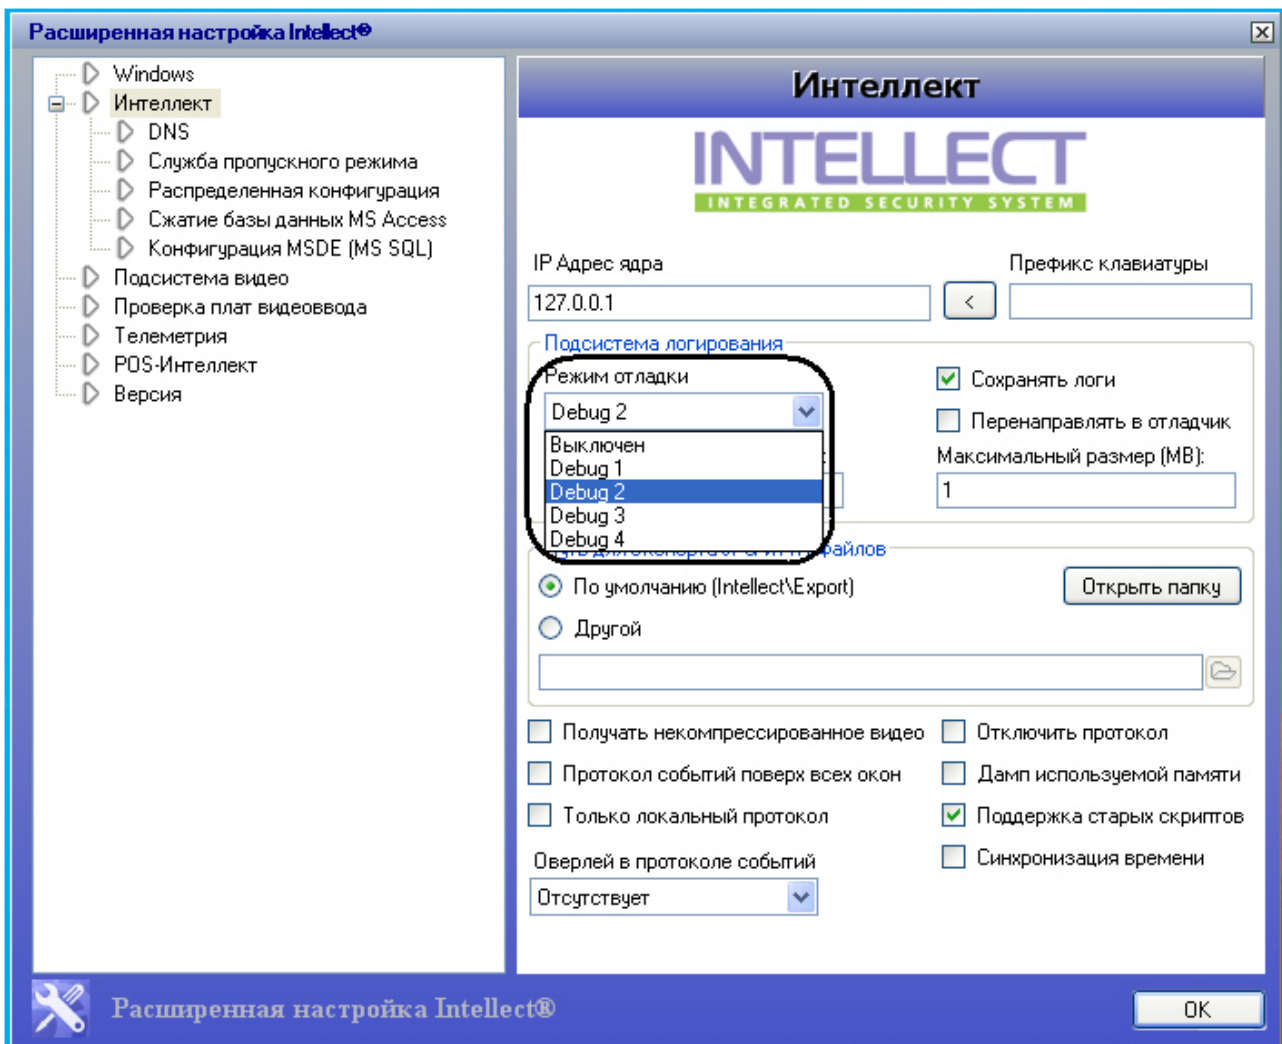 Расширенная настройка Intellect®
Windows
Интеллект
DNS
Служба пропускного режима
Распределенная конфигурация
Сжатие базы данных MS Access
Конфигурация MSDE (MS SQL)
Подсистема видео
Проверка плат видеоввода
Телеметрия
POS-Интеллект
Версия
Интеллект
INTELLECT
INTEGRATED SECURITY SYSTEM
IP Адрес ядра
Префикс клавиатуры
127.0.0.1
<
Подсистема логирования
Режим отладки
Сохранять логи
Debug 2
Перенаправлять в отладчик
Выключен
Debug 1
Debug 2
Debug 3
Debug 4
Максимальный размер (MB):
1
По умолчанию (Intellect\Export)
Открыть папку
Другой
Получать некомпрессированное видео
Отключить протокол
Протокол событий поверх всех окон
Дамп используемой памяти
Только локальный протокол
Поддержка старых скриптов
Оверлей в протоколе событий
Синхронизация времени
Отсутствует
Расширенная настройка Intellect®
OK